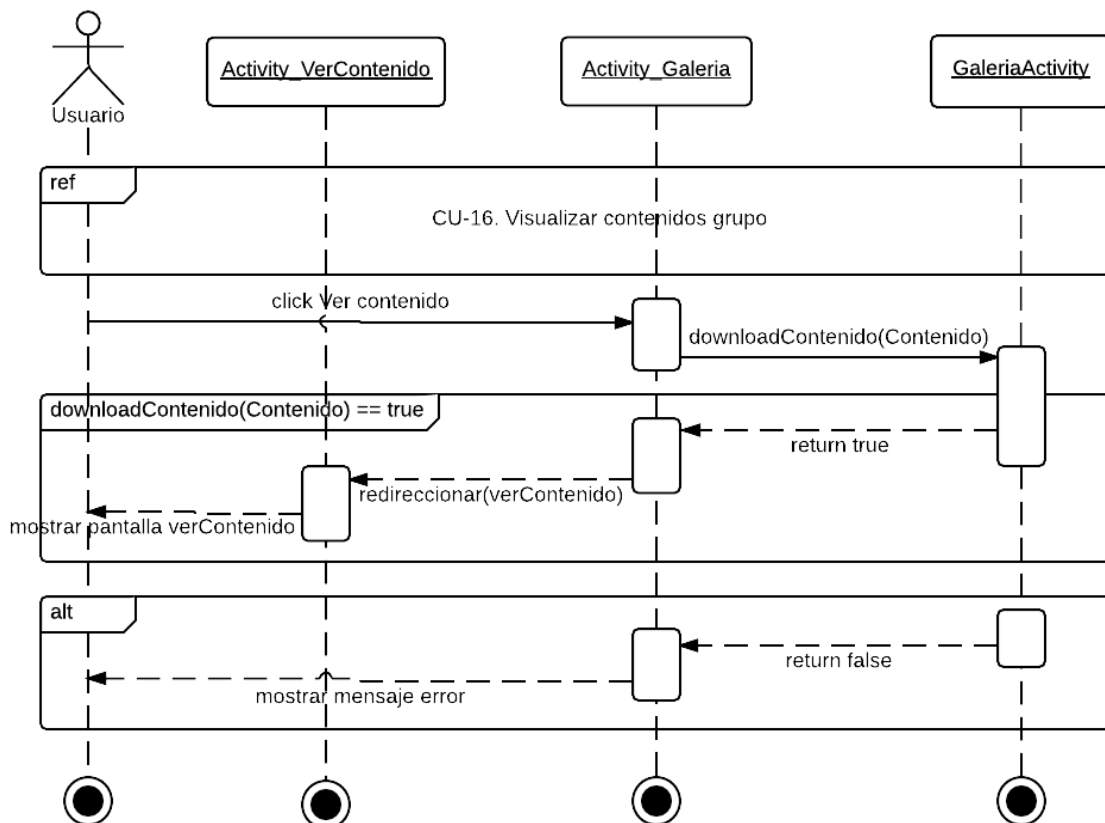 Usuario
Activity_VerContenido
Activity_Galeria
GaleriaActivity
ref
CU-16. Visualizar contenidos grupo
click Ver contenido
downloadContenido(Contenido)
downloadContenido(Contenido) == true
return true
redireccionar(verContenido)
mostrar pantalla verContenido
alt
return false
mostrar mensaje error